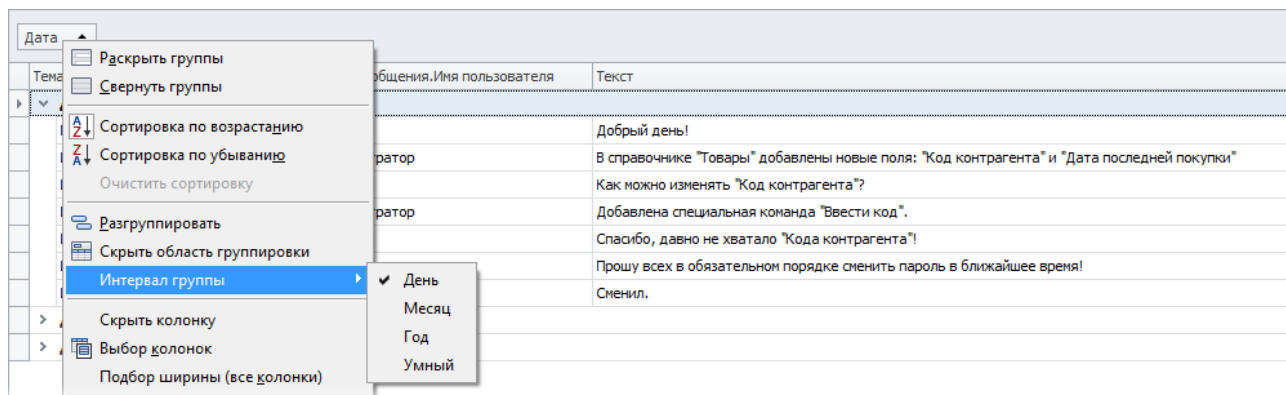 Дата
Раскрыть группы
Тема
Имя пользователя
Текст
Свернуть группы
Сортировка по возрастанию
Добрый день!
Сортировка по убыванию
В справочнике "Товары" добавлены новые поля: "Код контрагента" и "Дата последней покупки"
Очистить сортировку
Как можно изменять "Код контрагента"?
Разгруппировать
Добавлена специальная команда "Ввести код".
Скрыть область группировки
Спасибо, давно не хватало "Кода контрагента"!
Интервал группы
День
Прошу всех в обязательном порядке сменить пароль в ближайшее время!
Сменил.
Месяц
Скрыть колонку
Год
Выбор колонок
Умный
Подбор ширины (все колонки)